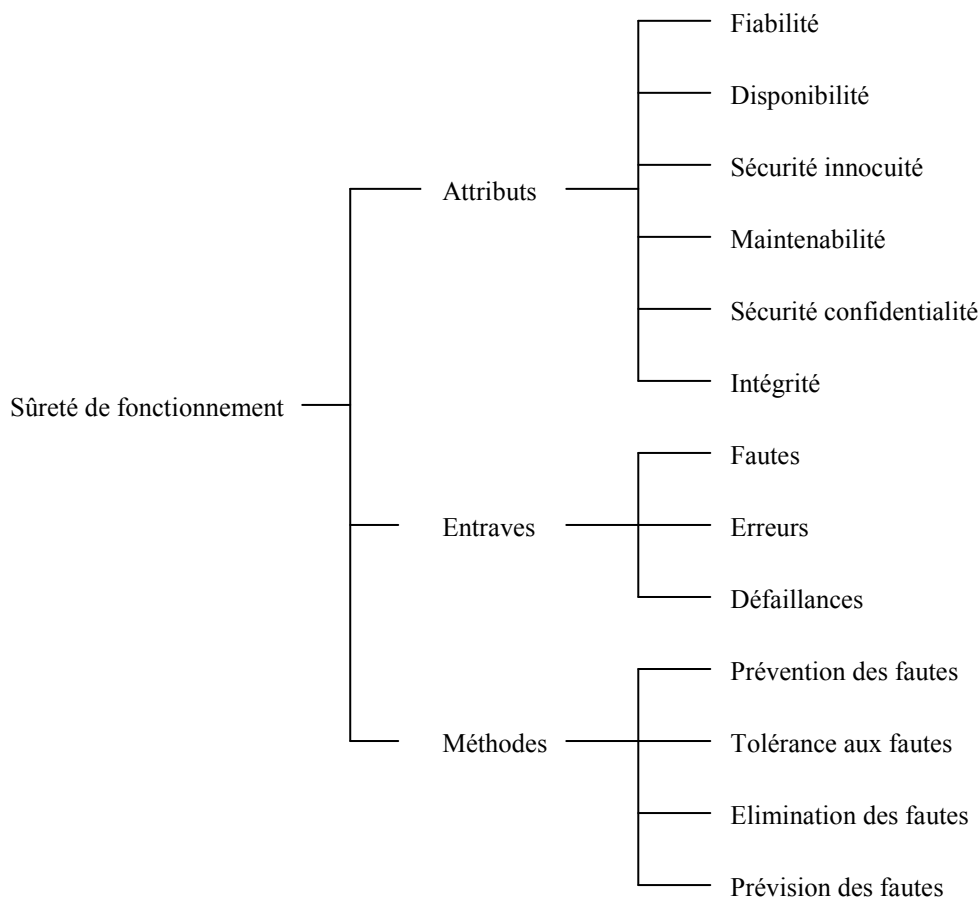 Fiabilité
Disponibilité
Sécurité innocuité
Attributs
Maintenabilité
Sécurité confidentialité
Intégrité
Sûreté de fonctionnement
Fautes
Entraves
Erreurs
Défaillances
Prévention des fautes
Méthodes
Tolérance aux fautes
Elimination des fautes
Prévision des fautes